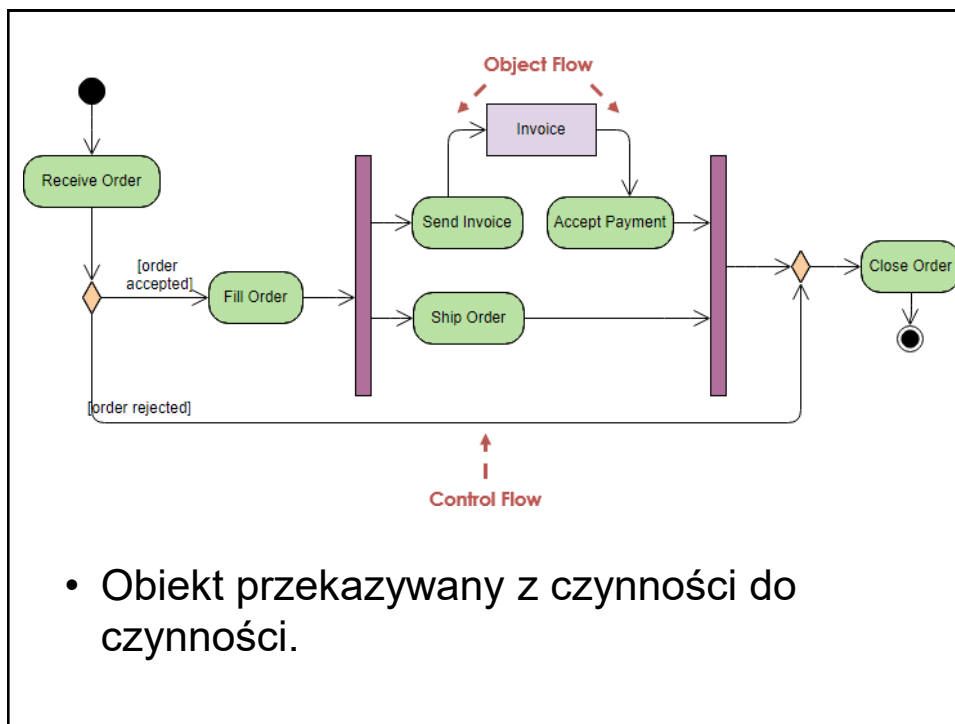 Object Flow
Invoice
Receive Order
Send Invoice
Accept Payment
[order
accepted]
Fill Order
Close Order
Ship Order
[order rejected]
Control Flow
• Obiekt przekazywany z czynności do
czynności.